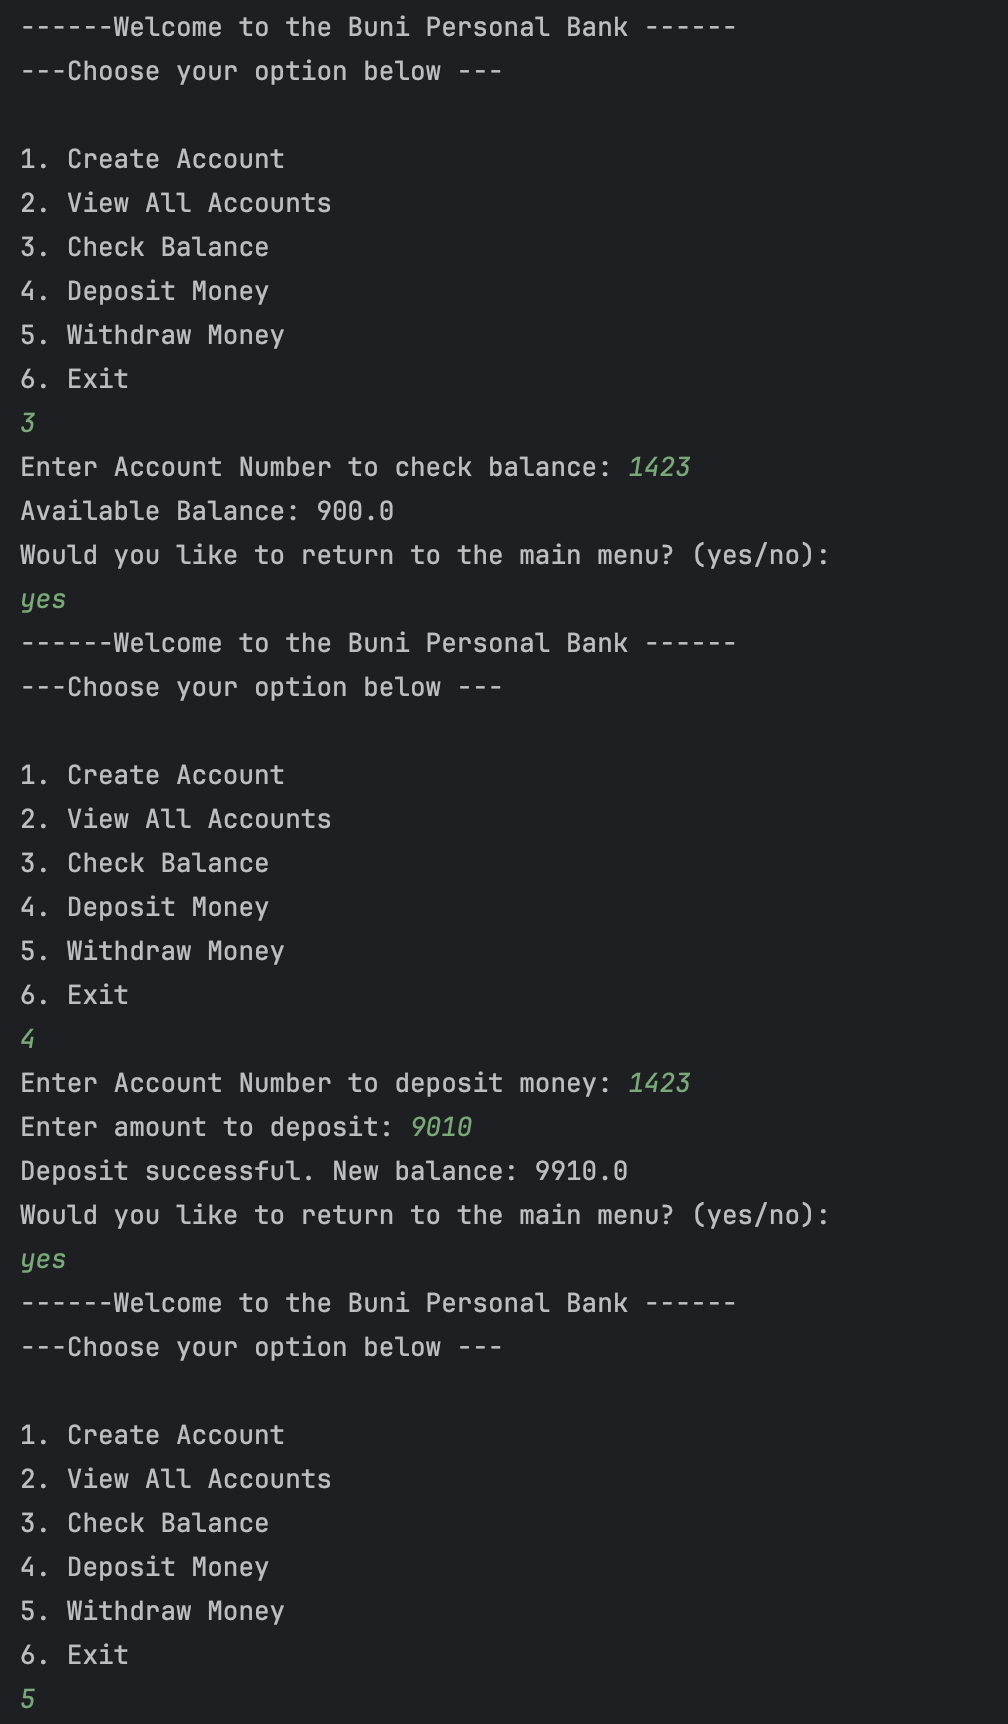 ------Welcome to the Buni Personal Bank ------
---Choose your option below ---
1. Create Account
2. View All Accounts
3. Check Balance
4. Deposit Money
5. Withdraw Money
6. Exit
3
Enter Account Number to check balance: 1423
Available Balance: 900.0
Would you like to return to the main menu? (yes/no):
yes
------Welcome to the Buni Personal Bank ------
---Choose your option below ---
1. Create Account
2. View All Accounts
3. Check Balance
4. Deposit Money
5. Withdraw Money
6. Exit
4
Enter Account Number to deposit money: 1423
Enter amount to deposit: 9010
Deposit successful. New balance: 9910.0
Would you like to return to the main menu? (yes/no):
yes
------Welcome to the Buni Personal Bank ------
---Choose your option below ---
1. Create Account
2. View All Accounts
3. Check Balance
4. Deposit Money
5. Withdraw Money
6. Exit
5